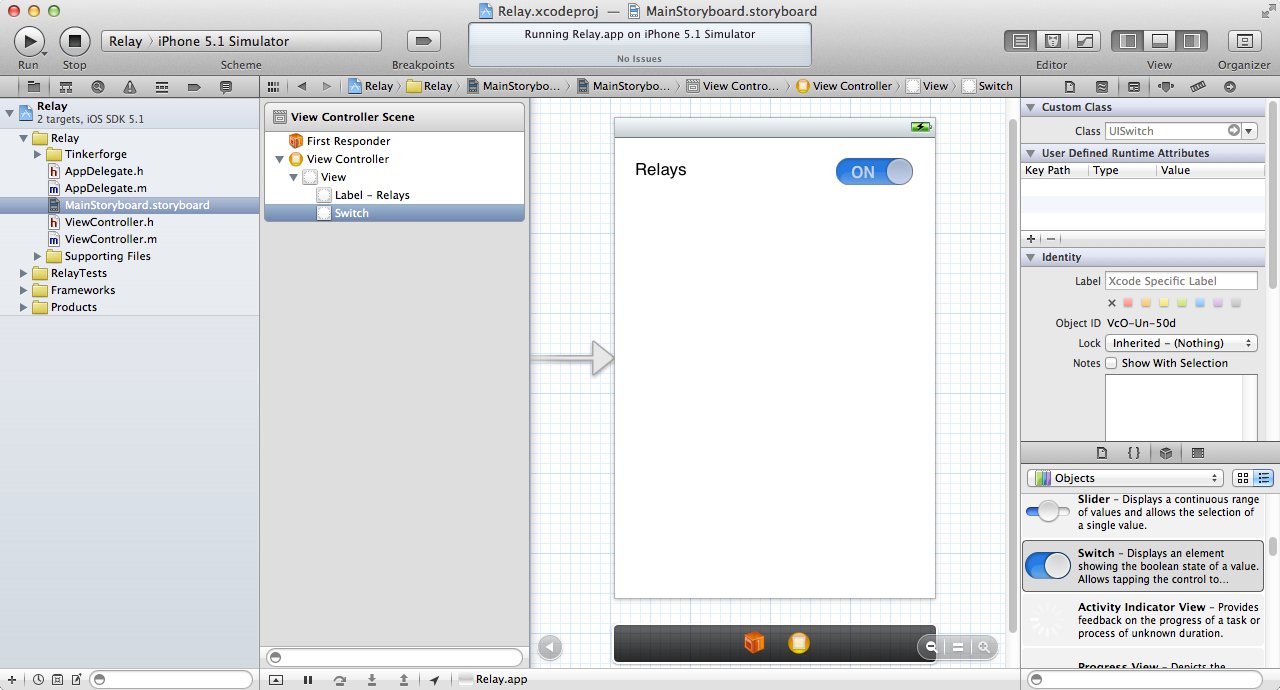 Relay.xcodeproj — MainStoryboard.storyboard
Relay › iPhone 5.1 Simulator
Running Relay.app on iPhone 5.1 Simulator
No Issues
Run
Stop
Scheme
Breakpoints
Editor
View
Organizer
Relay
2 targets, iOS SDK 5.1
Relay
Tinkerforge
h AppDelegate.h
m AppDelegate.m
MainStoryboard.storyboard
h ViewController.h
m ViewController.m
Supporting Files
RelayTests
Frameworks
Products
Relay › Relay › MainStorybo... › MainStorybo... › View Contro... › View Controller › View › Switch
View Controller Scene
First Responder
View Controller
View
Label – Relays
Switch
Relays
ON
Relay.app
Custom Class
Class UISwitch
User Defined Runtime Attributes
Key Path Type Value
Identity
Label Xcode Specific Label
Object ID VcO-Un-50d
Lock Inherited – (Nothing)
Notes Show With Selection
{ }
Objects
Slider – Displays a continuous range
of values and allows the selection of
a single value.
Switch – Displays an element
showing the boolean state of a value.
Allows tapping the control to...
Activity Indicator View – Provides
feedback on the progress of a task or
process of unknown duration.
Progress View – Depicts the